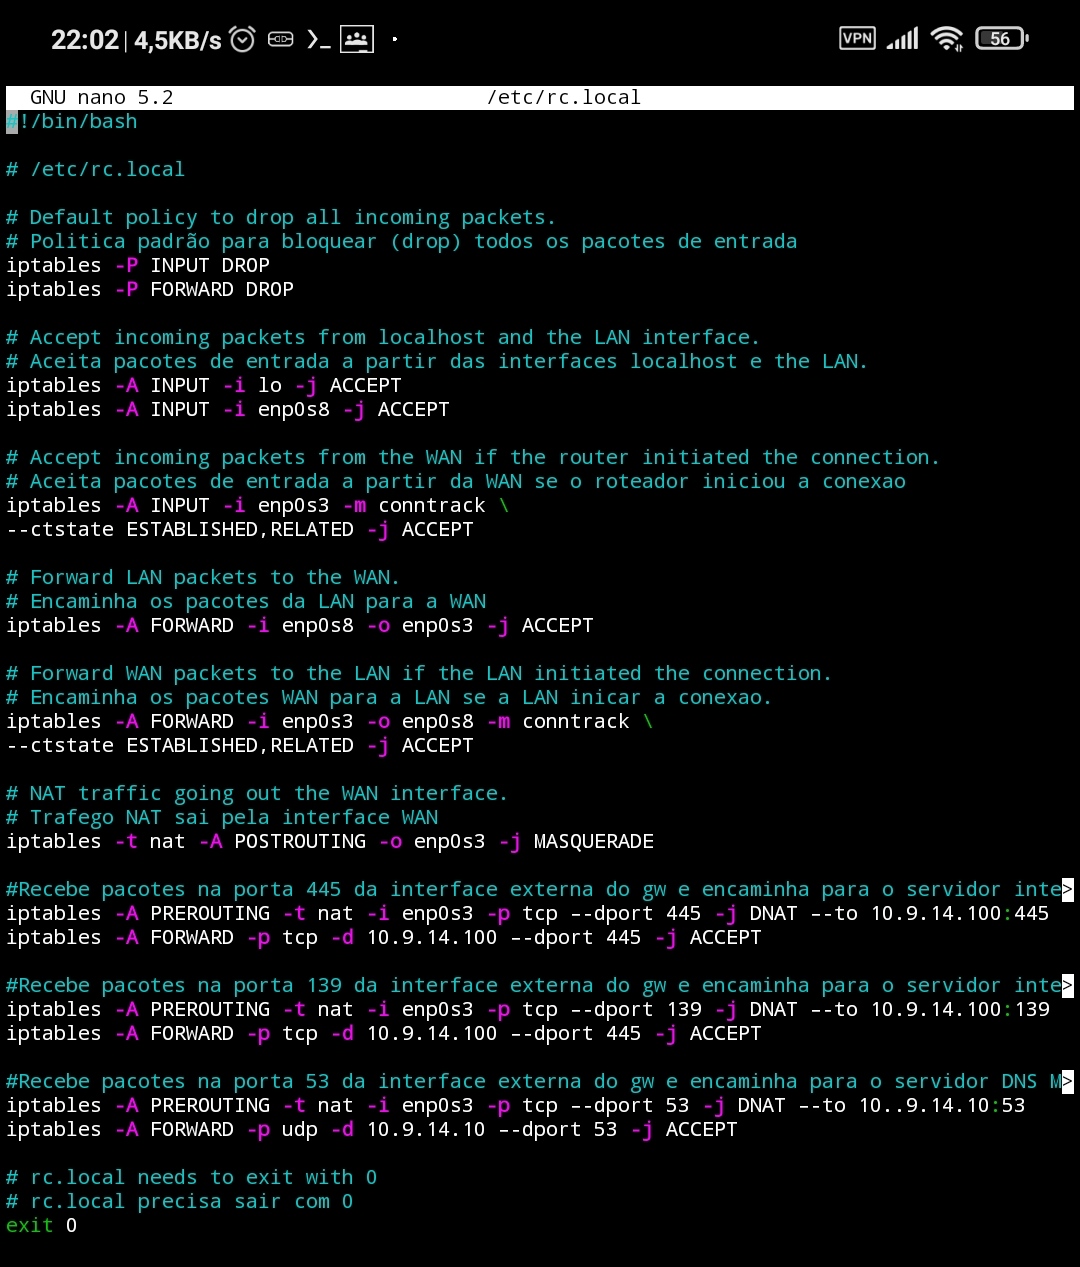 22:02 | 4,5KB/s VPN 56
GNU nano 5.2 /etc/rc.local
#!/bin/bash
# /etc/rc.local
# Default policy to drop all incoming packets.
# Politica padrão para bloquear (drop) todos os pacotes de entrada
iptables -P INPUT DROP
iptables -P FORWARD DROP
# Accept incoming packets from localhost and the LAN interface.
# Aceita pacotes de entrada a partir das interfaces localhost e the LAN.
iptables -A INPUT -i lo -j ACCEPT
iptables -A INPUT -i enp0s8 -j ACCEPT
# Accept incoming packets from the WAN if the router initiated the connection.
# Aceita pacotes de entrada a partir da WAN se o roteador iniciou a conexao
iptables -A INPUT -i enp0s3 -m conntrack \
--ctstate ESTABLISHED,RELATED -j ACCEPT
# Forward LAN packets to the WAN.
# Encaminha os pacotes da LAN para a WAN
iptables -A FORWARD -i enp0s8 -o enp0s3 -j ACCEPT
# Forward WAN packets to the LAN if the LAN initiated the connection.
# Encaminha os pacotes WAN para a LAN se a LAN inicar a conexao.
iptables -A FORWARD -i enp0s3 -o enp0s8 -m conntrack \
--ctstate ESTABLISHED,RELATED -j ACCEPT
# NAT traffic going out the WAN interface.
# Trafego NAT sai pela interface WAN
iptables -t nat -A POSTROUTING -o enp0s3 -j MASQUERADE
#Recebe pacotes na porta 445 da interface externa do gw e encaminha para o servidor inte>
iptables -A PREROUTING -t nat -i enp0s3 -p tcp --dport 445 -j DNAT --to 10.9.14.100:445
iptables -A FORWARD -p tcp -d 10.9.14.100 --dport 445 -j ACCEPT
#Recebe pacotes na porta 139 da interface externa do gw e encaminha para o servidor inte>
iptables -A PREROUTING -t nat -i enp0s3 -p tcp --dport 139 -j DNAT --to 10.9.14.100:139
iptables -A FORWARD -p tcp -d 10.9.14.100 --dport 445 -j ACCEPT
#Recebe pacotes na porta 53 da interface externa do gw e encaminha para o servidor DNS M>
iptables -A PREROUTING -t nat -i enp0s3 -p tcp --dport 53 -j DNAT --to 10..9.14.10:53
iptables -A FORWARD -p udp -d 10.9.14.10 --dport 53 -j ACCEPT
# rc.local needs to exit with 0
# rc.local precisa sair com 0
exit 0